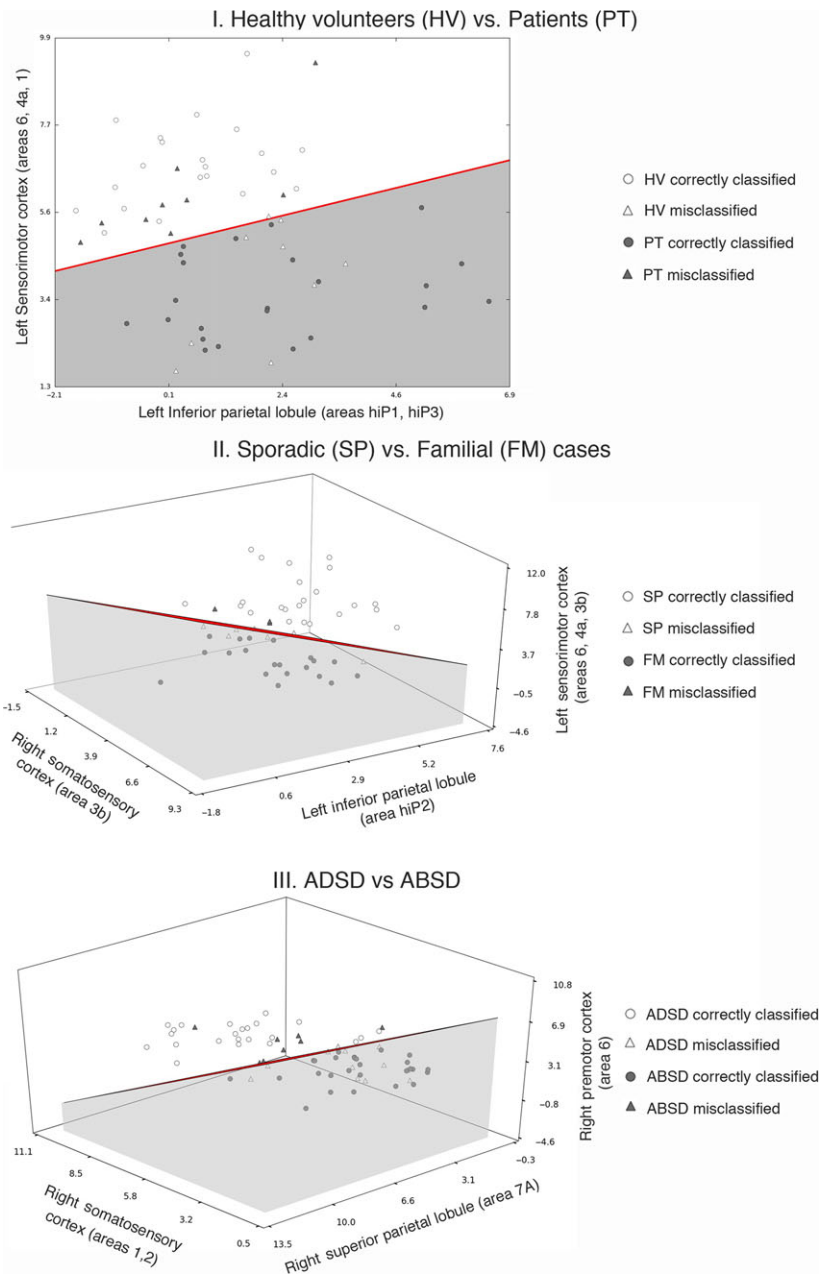 I. Healthy volunteers (HV) vs. Patients (PT)
Left Sensorimotor cortex (areas 6, 4a, 1)
9.9
7.7
5.6
3.4
1.3
-2.1
0.1
2.4
4.6
6.9
Left Inferior parietal lobule (areas hiP1, hiP3)
HV correctly classified
HV misclassified
PT correctly classified
PT misclassified
II. Sporadic (SP) vs. Familial (FM) cases
12.0
7.8
3.7
-0.5
-4.6
Left sensorimotor cortex
(areas 6, 4a, 3b)
-1.5
1.2
3.9
6.6
9.3
Right somatosensory
cortex (area 3b)
-1.8
0.6
2.9
5.2
7.6
Left inferior parietal lobule
(area hiP2)
SP correctly classified
SP misclassified
FM correctly classified
FM misclassified
III. ADSD vs ABSD
10.8
6.9
3.1
-0.8
-4.6
Right premotor cortex
(area 6)
11.1
8.5
5.8
3.2
0.5
Right somatosensory
cortex (areas 1,2)
13.5
10.0
6.6
3.1
-0.3
Right superior parietal lobule (area 7A)
ADSD correctly classified
ADSD misclassified
ABSD correctly classified
ABSD misclassified